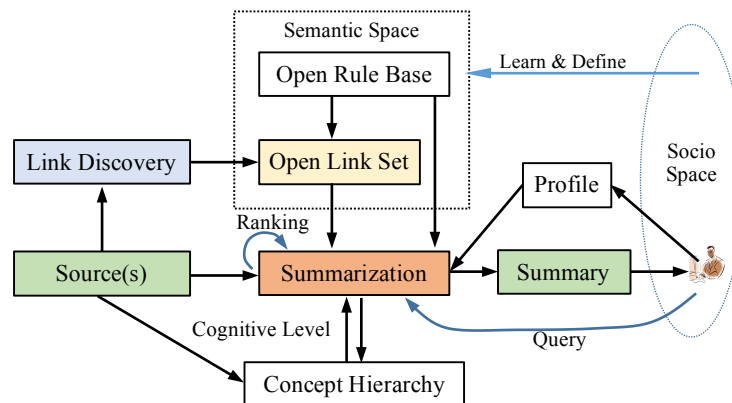 Semantic Space
Open Rule Base
Learn & Define
Link Discovery
Open Link Set
Socio
Space
Profile
Ranking
Source(s)
Summarization
Summary
Cognitive Level
Query
Concept Hierarchy